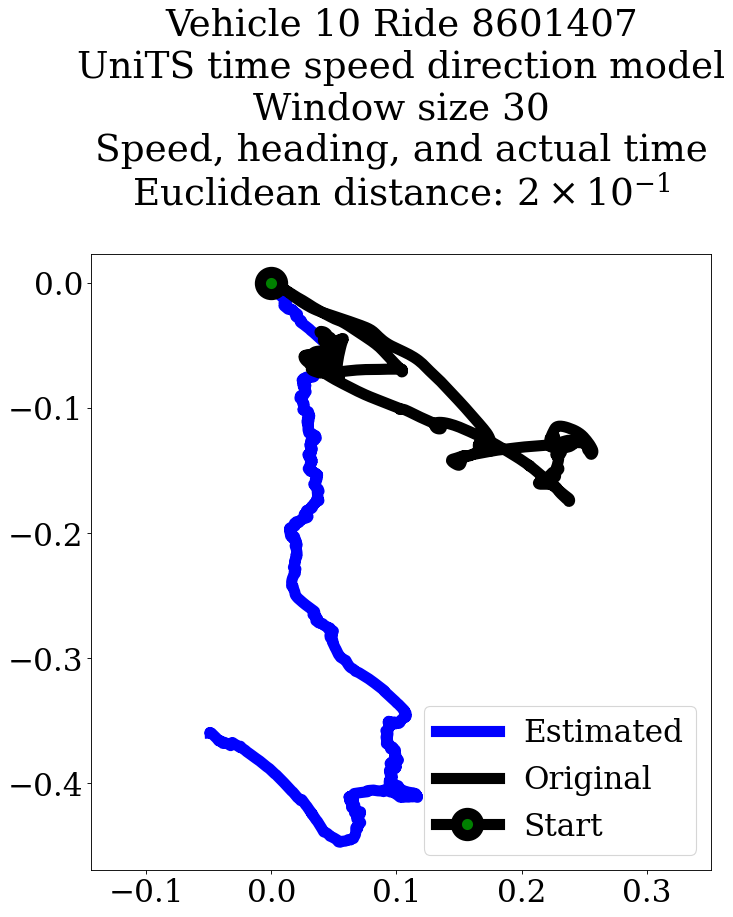 Vehicle 10 Ride 8601407
UniTS time speed direction model
Window size 30
Speed, heading, and actual time
Euclidean distance: $2 \times 10^{-1}$
0.0
−0.1
−0.2
−0.3
−0.4
Estimated
Original
Start
−0.1 0.0 0.1 0.2 0.3